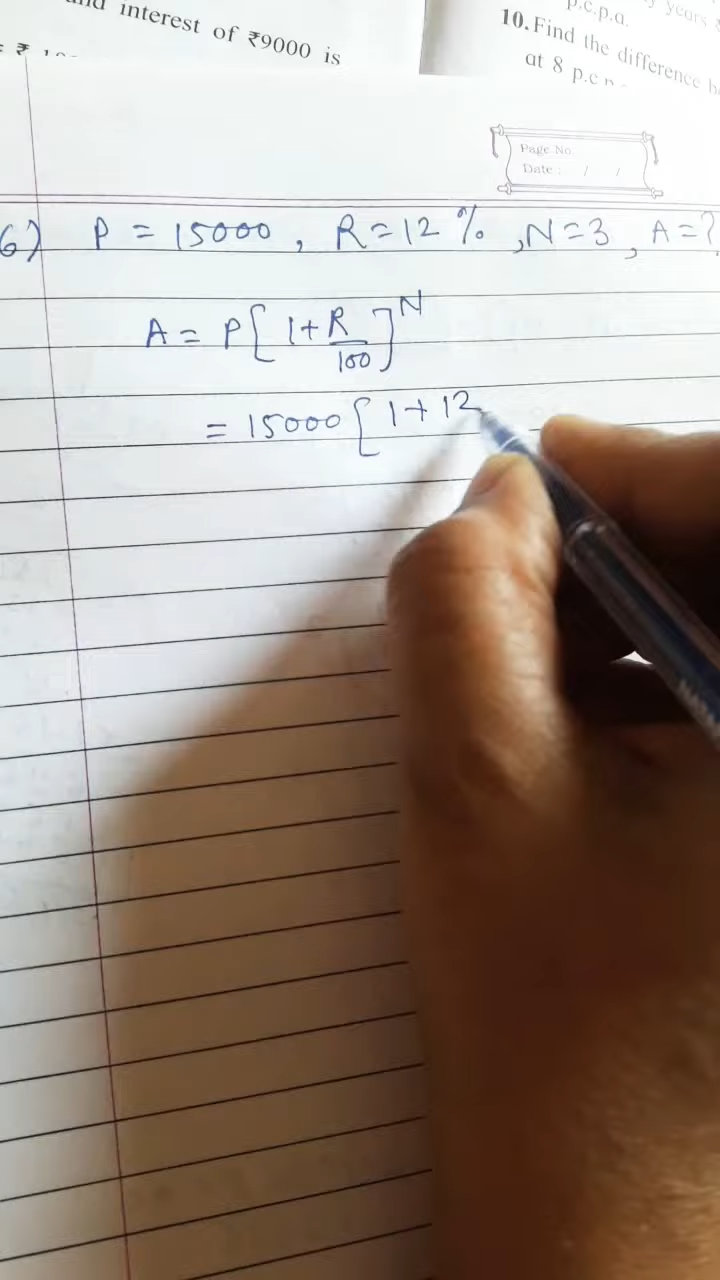 interest of ₹9000 is
p.c.p.a.
years
10. Find the difference
at 8 p.c.
Page No.
Date : / /
6) P = 15000 , R = 12 % , N = 3 , A = ?
A = P [ 1 + R/100 ]^N
= 15000 [ 1 + 12